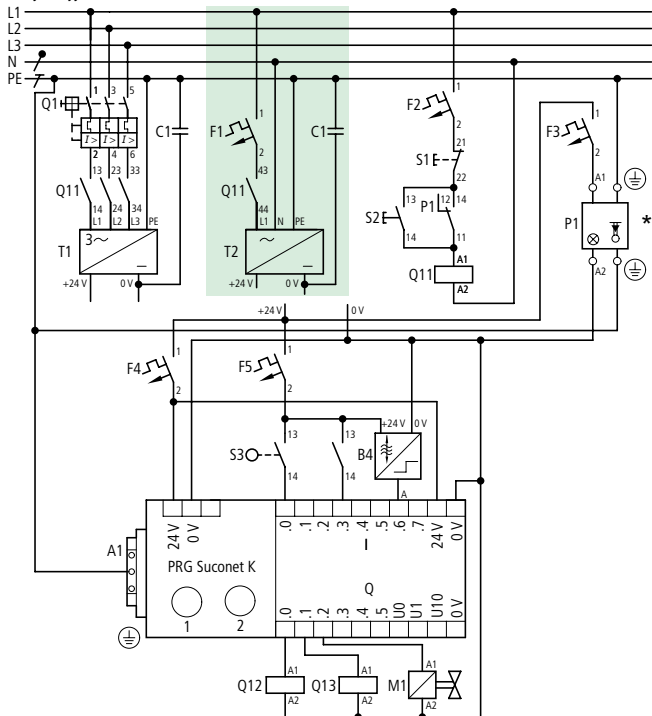 L1
L2
L3
N
PE
1 3 5
Q1
I> I> I>
2 4 6
C1
13 23 33
Q11
14 24 34
L1 L2 L3 PE
3~
T1
+24 V 0 V
1
F1
2
C1
43
Q11
44
L1 N PE
~
T2
+24 V 0 V
1
F2
2
21
S1
22
13 P1 12 14
S2
14 11
A1
Q11
A2
1
F3
2
A1
P1
*
A2
+24 V 0 V
1
F4
2
1
F5
2
+24 V 0 V
S3 13 13 B4
14 14 A
24 V 0 V .0 .1 .2 .3 .4 .5 .6 .7 24 V 0 V
I
A1
PRG Suconet K
Q
1 2
.0 .1 .2 .3 .4 .5 U0 U1 U10 0 V
A1 A1 A1
Q12 Q13 M1
A2 A2 A2